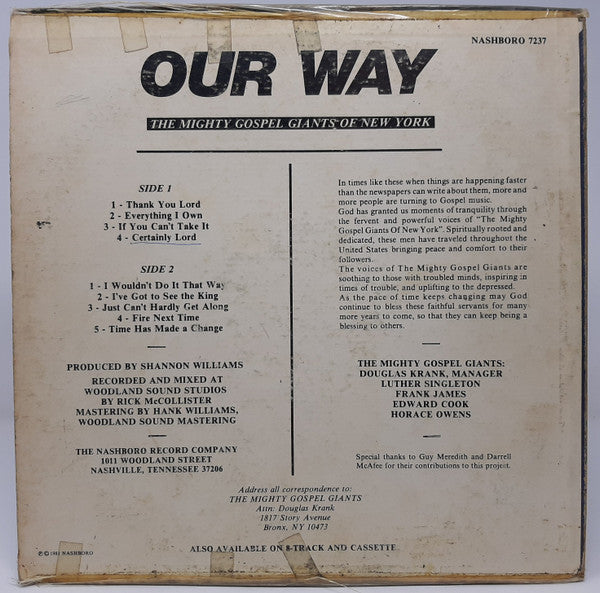 NASHBORO 7237
OUR WAY
THE MIGHTY GOSPEL GIANTS OF NEW YORK
SIDE 1
1 - Thank You Lord
2 - Everything I Own
3 - If You Can't Take It
4 - Certainly Lord
SIDE 2
1 - I Wouldn't Do It That Way
2 - I've Got to See the King
3 - Just Can't Hardly Get Along
4 - Fire Next Time
5 - Time Has Made a Change
PRODUCED BY SHANNON WILLIAMS
RECORDED AND MIXED AT
WOODLAND SOUND STUDIOS
BY RICK McCOLLISTER
MASTERING BY HANK WILLIAMS,
WOODLAND SOUND MASTERING
THE NASHBORO RECORD COMPANY
1011 WOODLAND STREET
NASHVILLE, TENNESSEE 37206
In times like these when things are happening faster
than the newspapers can write about them, more and
more people are turning to Gospel music.
God has granted us moments of tranquility through
the fervent and powerful voices of "The Mighty
Gospel Giants Of New York". Spiritually rooted and
dedicated, these men have traveled throughout the
United States bringing peace and comfort to their
followers.
The voices of The Mighty Gospel Giants are
soothing to those with troubled minds, inspiring in
times of trouble, and uplifting to the depressed.
As the pace of time keeps changing may God
continue to bless these faithful servants for many
more years to come, so that they can keep being a
blessing to others.
THE MIGHTY GOSPEL GIANTS:
DOUGLAS KRANK, MANAGER
LUTHER SINGLETON
FRANK JAMES
EDWARD COOK
HORACE OWENS
Special thanks to Guy Meredith and Darrell
McAfee for their contributions to this project.
Address all correspondence to:
THE MIGHTY GOSPEL GIANTS
Attn: Douglas Krank
1817 Story Avenue
Bronx, NY 10473
℗ © 1981 NASHBORO
ALSO AVAILABLE ON 8-TRACK AND CASSETTE